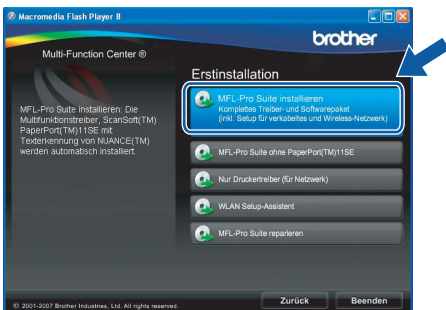 Macromedia Flash Player 8
brother
Multi-Function Center ®
Erstinstallation
MFL-Pro Suite installieren: Die
Multifunktionstreiber, ScanSoft(TM)
PaperPort(TM)11SE mit
Texterkennung von NUANCE(TM)
werden automatisch installiert.
MFL-Pro Suite installieren
Komplettes Treiber- und Softwarepaket
(inkl. Setup für verkabeltes und Wireless-Netzwerk)
MFL-Pro Suite ohne PaperPort(TM)11SE
Nur Druckertreiber (für Netzwerk)
WLAN Setup-Assistent
MFL-Pro Suite reparieren
© 2001-2007 Brother Industries, Ltd. All rights reserved.
Zurück
Beenden